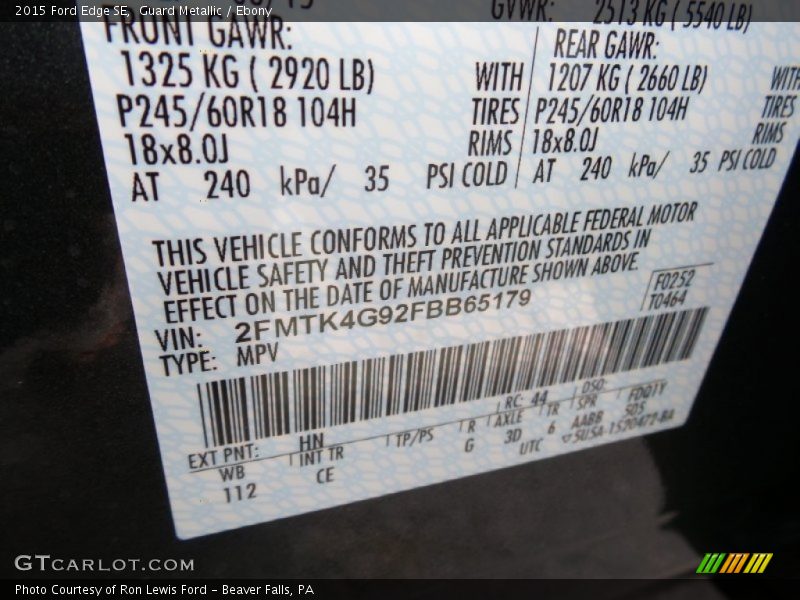 2015 Ford Edge SE, Guard Metallic / Ebony
GVWR: 2513 KG ( 5540 LB)
FRONT GAWR: REAR GAWR:
1325 KG ( 2920 LB) WITH 1207 KG ( 2660 LB) WITH
P245/60R18 104H TIRES P245/60R18 104H TIRES
18x8.0J RIMS 18x8.0J RIMS
AT 240 kPa/ 35 PSI COLD AT 240 kPa/ 35 PSI COLD
THIS VEHICLE CONFORMS TO ALL APPLICABLE FEDERAL MOTOR
VEHICLE SAFETY AND THEFT PREVENTION STANDARDS IN
EFFECT ON THE DATE OF MANUFACTURE SHOWN ABOVE.
VIN: 2FMTK4G92FBB65179
F0252
T0464
TYPE: MPV
EXT PNT: HN RC: 44 DSO:
WB INT TR TP/PS R AXLE TR SPR FDQTY
112 CE G 3D 6 AABB 505
UTC 5USA-1520472-BA
GTCARLOT.COM
Photo Courtesy of Ron Lewis Ford - Beaver Falls, PA